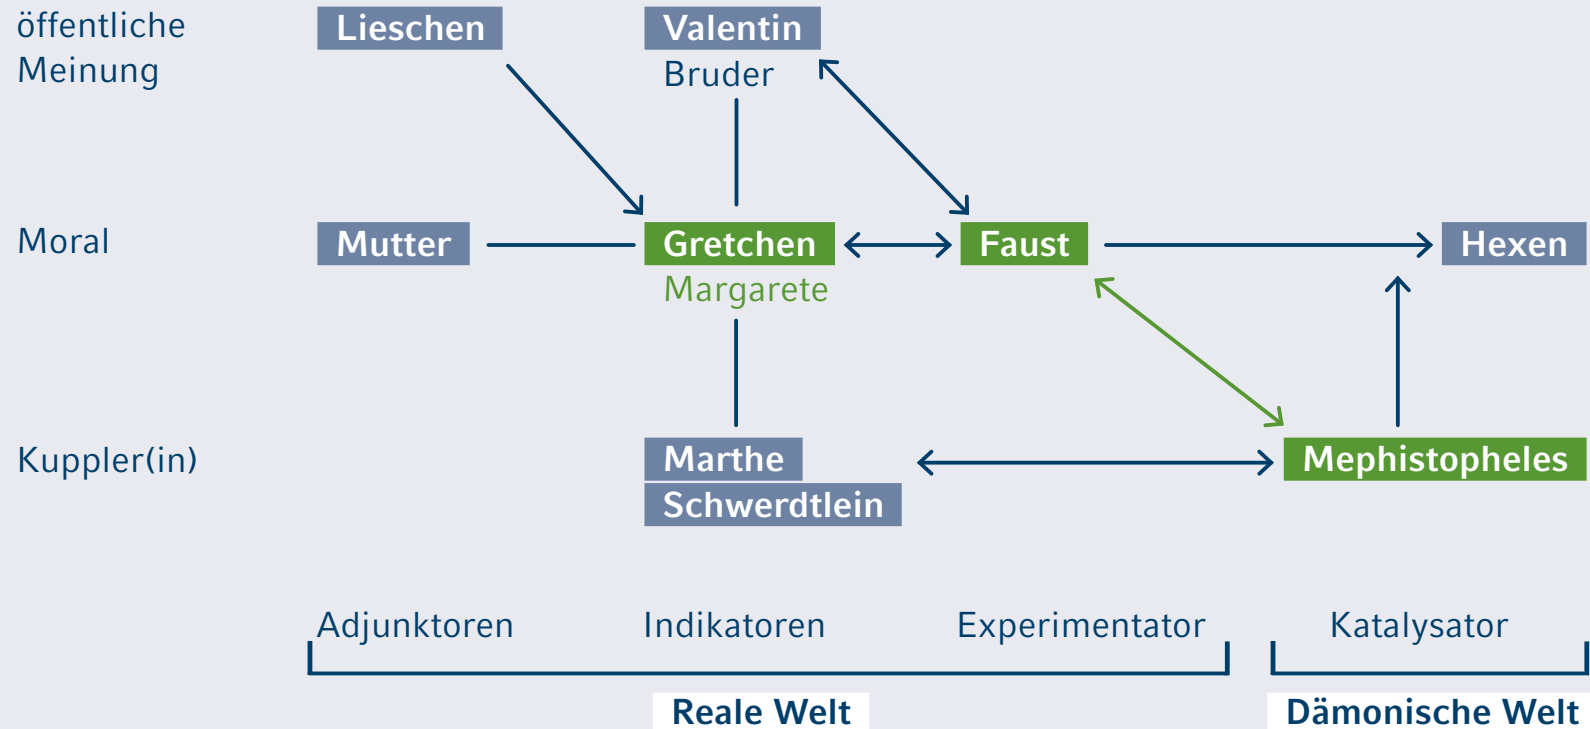 öffentliche
Meinung
Lieschen
Valentin
Bruder
Moral
Mutter
Gretchen
Margarete
Faust
Hexen
Kuppler(in)
Marthe
Schwerdtlein
Mephistopheles
Adjunktoren
Indikatoren
Experimentator
Katalysator
Reale Welt
Dämonische Welt